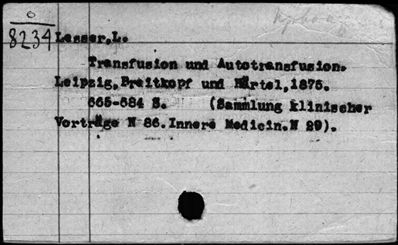 0
8234 Lesser,L.
Transfusion und Autotransfusion.
Leipzig,Breitkopf und Härtel,1875.
665-684 S. (Sammlung klinischer
Vorträge N 86.Innere Medicin.N 29).